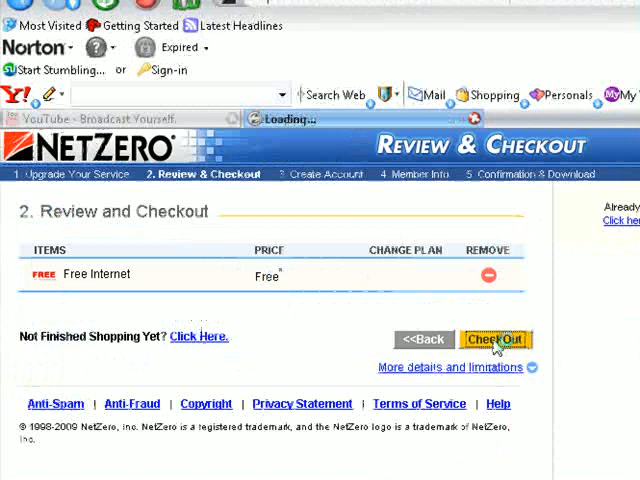 Most Visited Getting Started Latest Headlines
Norton Expired
Start Stumbling... or Sign-in
Y! Search Web Mail Shopping Personals My Y
YouTube - Broadcast Yourself. Loading...
NETZERO REVIEW & CHECKOUT
1 Upgrade Your Service 2. Review & Checkout 3 Create Account 4 Member Info 5 Confirmation & Download
2. Review and Checkout
Already
Click he
ITEMS PRICE CHANGE PLAN REMOVE
FREE Free Internet Free*
Not Finished Shopping Yet? Click Here. <<Back CheckOut
More details and limitations
Anti-Spam | Anti-Fraud | Copyright | Privacy Statement | Terms of Service | Help
© 1998-2009 NetZero, Inc. NetZero is a registered trademark, and the NetZero logo is a trademark of NetZero,
Inc.